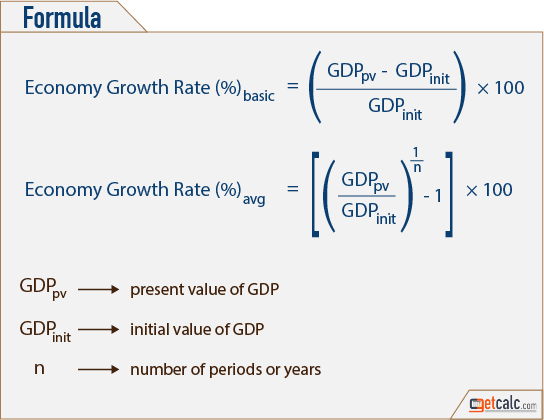 Formula
Economy Growth Rate (%)basic = ( GDPpv - GDPinit / GDPinit ) × 100
Economy Growth Rate (%)avg = [ ( GDPpv / GDPinit ) 1/n - 1 ] × 100
GDPpv → present value of GDP
GDPinit → initial value of GDP
n → number of periods or years
getcalc.com